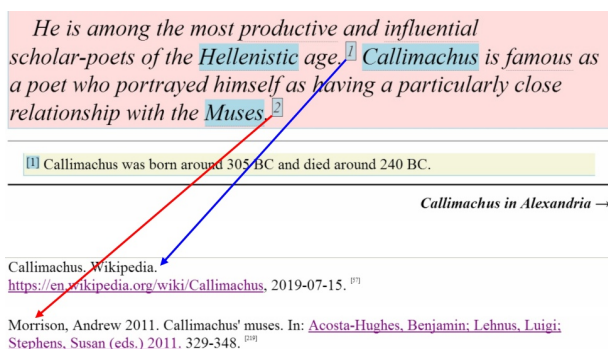 He is among the most productive and influential
scholar-poets of the Hellenistic age. 1 Callimachus is famous as
a poet who portrayed himself as having a particularly close
relationship with the Muses. 2
[1] Callimachus was born around 305 BC and died around 240 BC.
Callimachus in Alexandria →
Callimachus. Wikipedia.
https://en.wikipedia.org/wiki/Callimachus, 2019-07-15. [57]
Morrison, Andrew 2011. Callimachus' muses. In: Acosta-Hughes, Benjamin; Lehnus, Luigi;
Stephens, Susan (eds.) 2011. 329-348. [219]